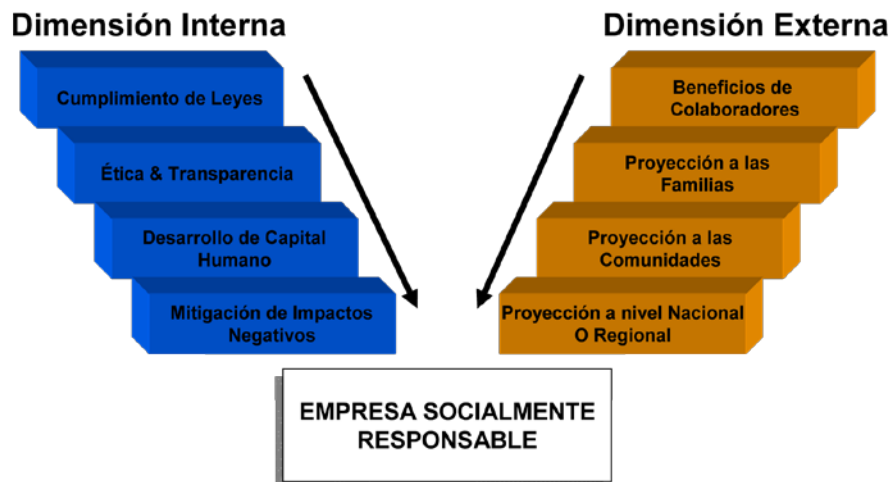 Dimensión Interna
Cumplimiento de Leyes
Ética & Transparencia
Desarrollo de Capital
Humano
Mitigación de Impactos
Negativos
Dimensión Externa
Beneficios de
Colaboradores
Proyección a las
Familias
Proyección a las
Comunidades
Proyección a nivel Nacional
O Regional
EMPRESA SOCIALMENTE
RESPONSABLE